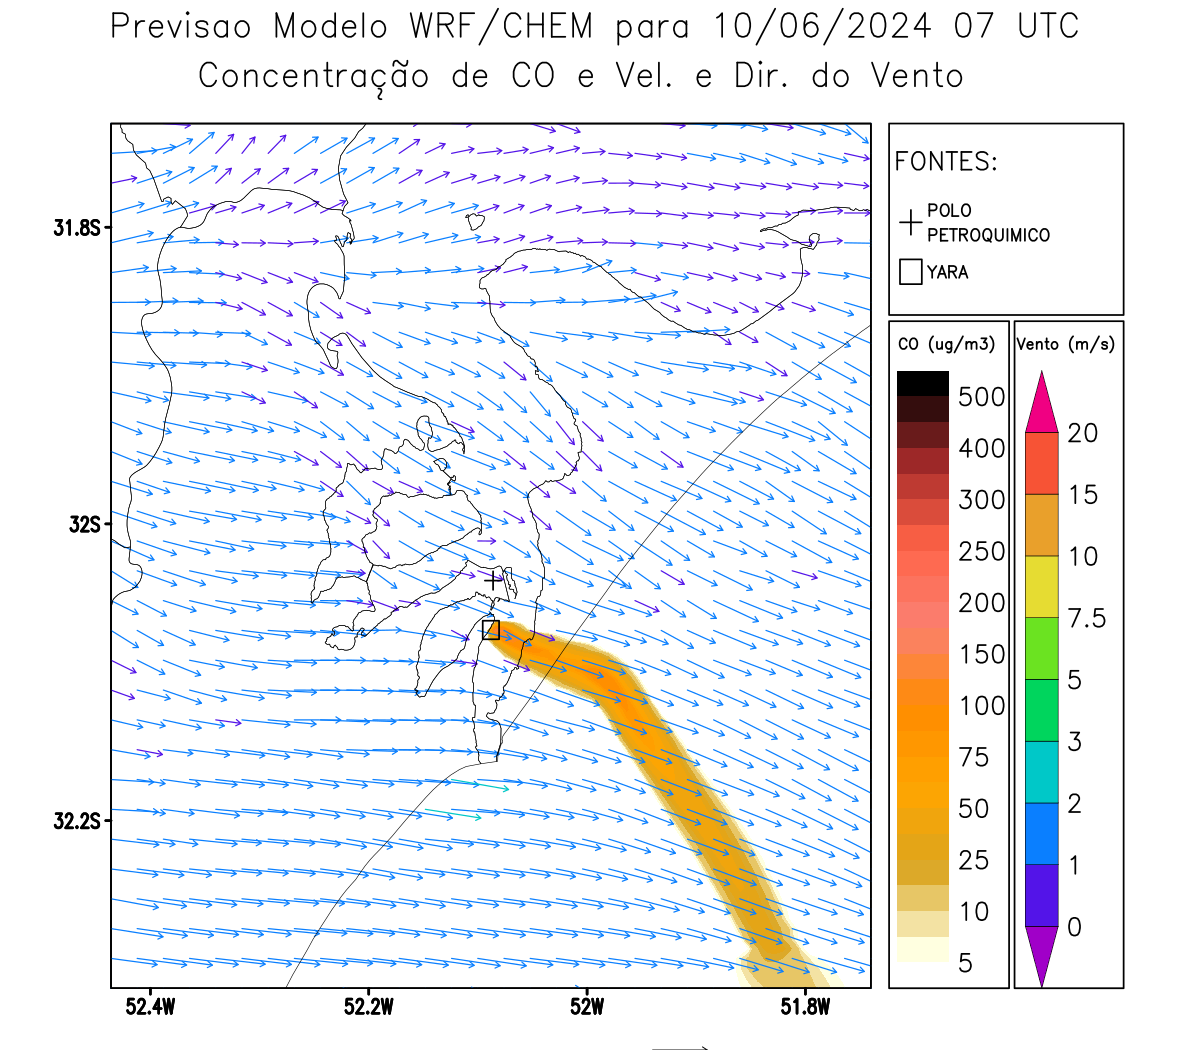 Previsao Modelo WRF/CHEM para 10/06/2024 07 UTC
Concentração de CO e Vel. e Dir. do Vento
FONTES:
POLO
PETROQUIMICO
YARA
CO (ug/m3)
500
400
300
250
200
150
100
75
50
25
10
5
Vento (m/s)
20
15
10
7.5
5
3
2
1
0
31.8S
32S
32.2S
52.4W
52.2W
52W
51.8W